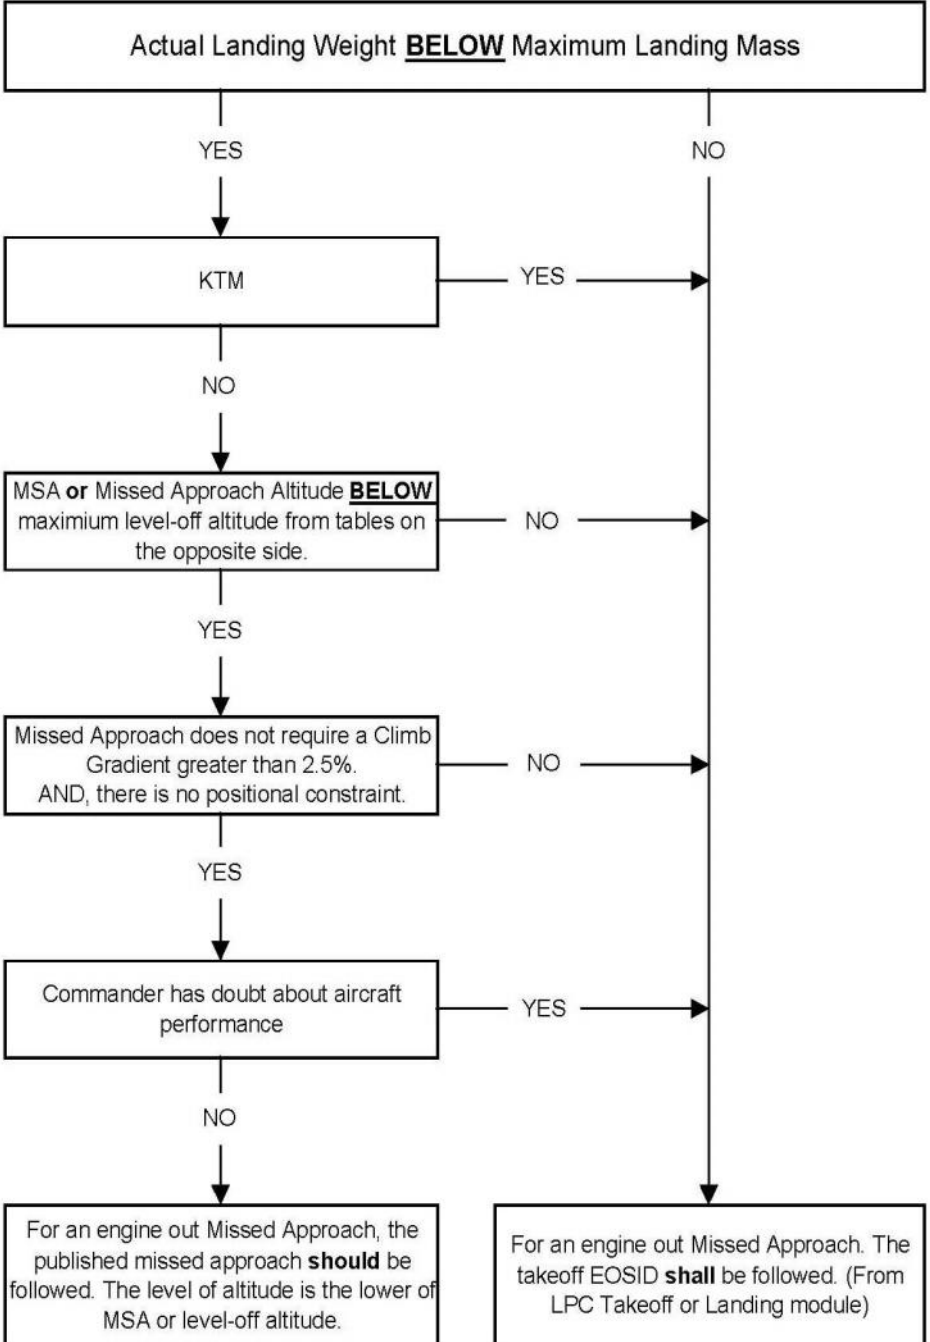 Actual Landing Weight BELOW Maximum Landing Mass
YES
NO
KTM
YES
NO
MSA or Missed Approach Altitude BELOW
maximium level-off altitude from tables on
the opposite side.
NO
YES
Missed Approach does not require a Climb
Gradient greater than 2.5%.
AND, there is no positional constraint.
NO
YES
Commander has doubt about aircraft
performance
YES
NO
For an engine out Missed Approach, the
published missed approach should be
followed. The level of altitude is the lower of
MSA or level-off altitude.
For an engine out Missed Approach. The
takeoff EOSID shall be followed. (From
LPC Takeoff or Landing module)